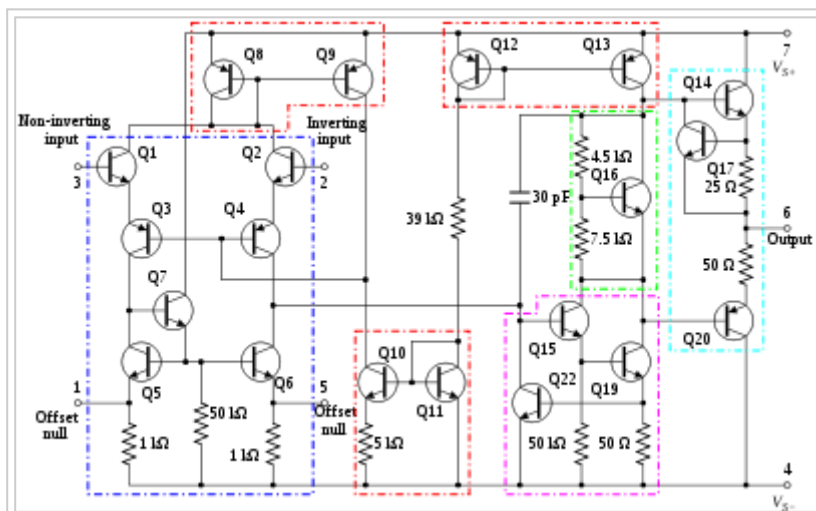 Q8
Q9
Q12
Q13
7
V_S+
Q14
Non-inverting
input
Inverting
input
Q1
Q2
3
2
4.5 kΩ
Q16
Q17
25 Ω
30 pF
Q3
Q4
39 kΩ
7.5 kΩ
6
Output
50 Ω
Q7
Q15
Q20
Q10
Q22
Q19
1
Q5
Q6
5
Q11
Offset
null
50 kΩ
Offset
null
1 kΩ
1 kΩ
5 kΩ
50 kΩ
50 Ω
4
V_S−